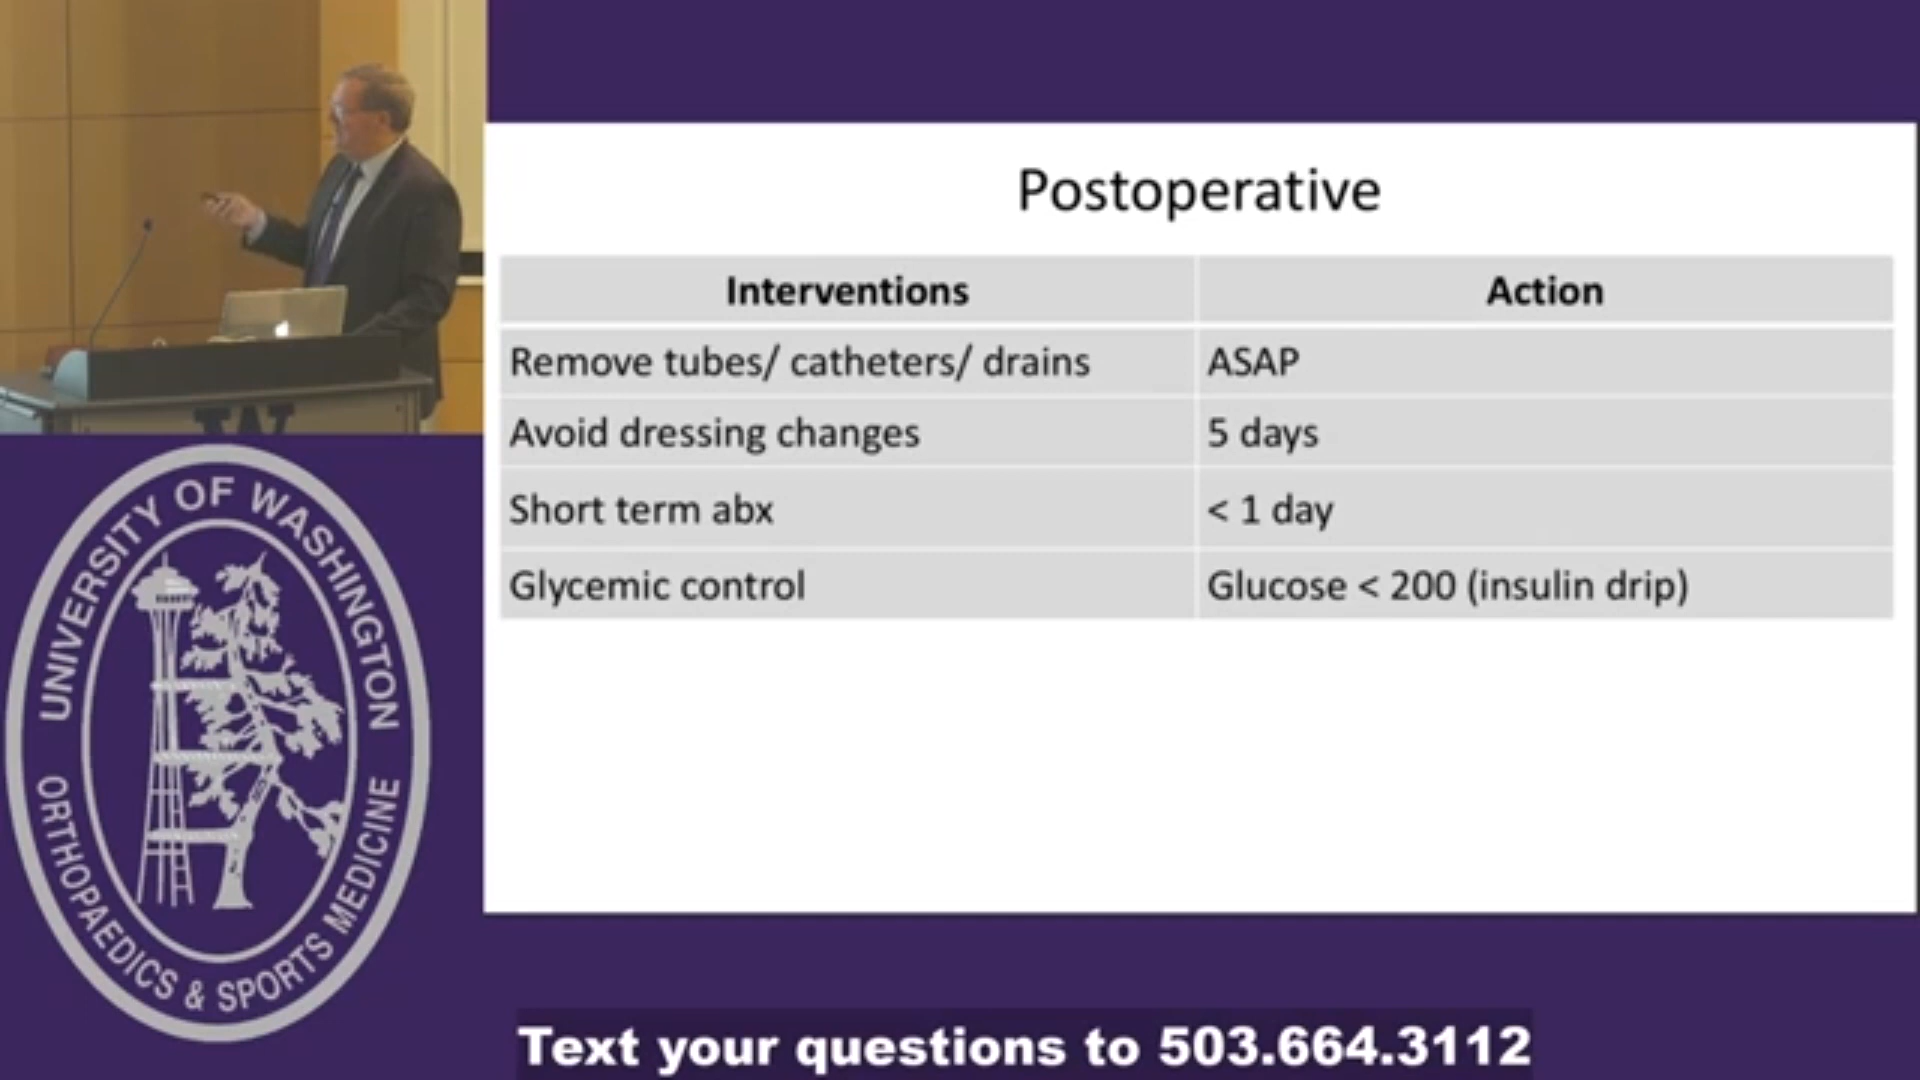 Postoperative
Interventions Action
Remove tubes/ catheters/ drains ASAP
Avoid dressing changes 5 days
Short term abx < 1 day
Glycemic control Glucose < 200 (insulin drip)
UNIVERSITY OF WASHINGTON
ORTHOPAEDICS & SPORTS MEDICINE
Text your questions to 503.664.3112